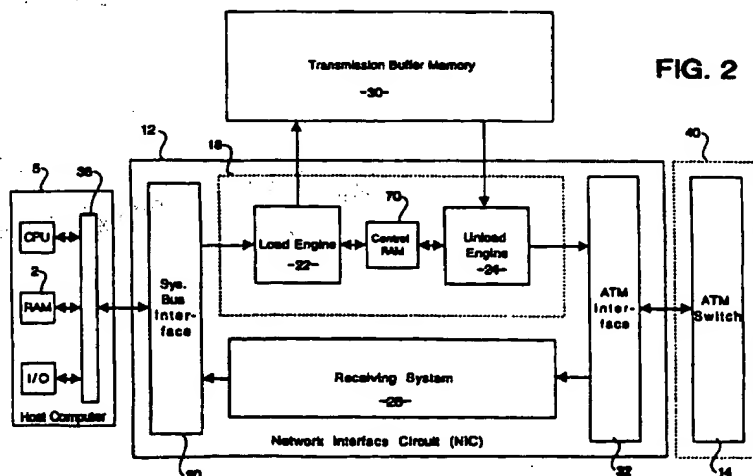 Transmission Buffer Memory
-30-
FIG. 2
12
18
40
5
36
70
CPU
2
RAM
I/O
Host Computer
Sys.
Bus
Inter-
face
Load Engine
-22-
Control
RAM
Unload
Engine
-24-
ATM
Inter-
face
ATM
Switch
Receiving System
Network Interface Circuit (NIC)
32
14